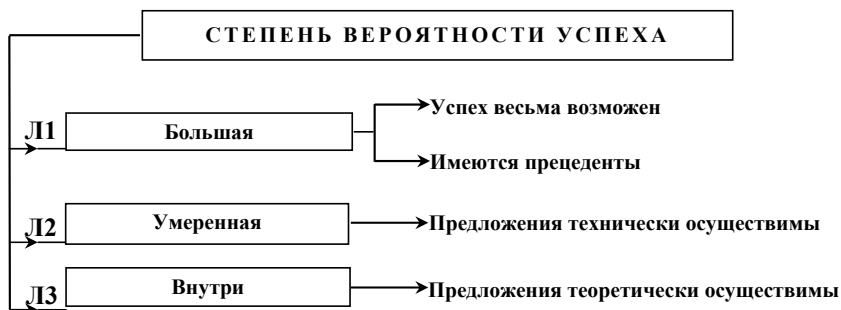 СТЕПЕНЬ ВЕРОЯТНОСТИ УСПЕХА
Л1
Большая
Успех весьма возможен
Имеются прецеденты
Л2
Умеренная
Предложения технически осуществимы
Л3
Внутри
Предложения теоретически осуществимы